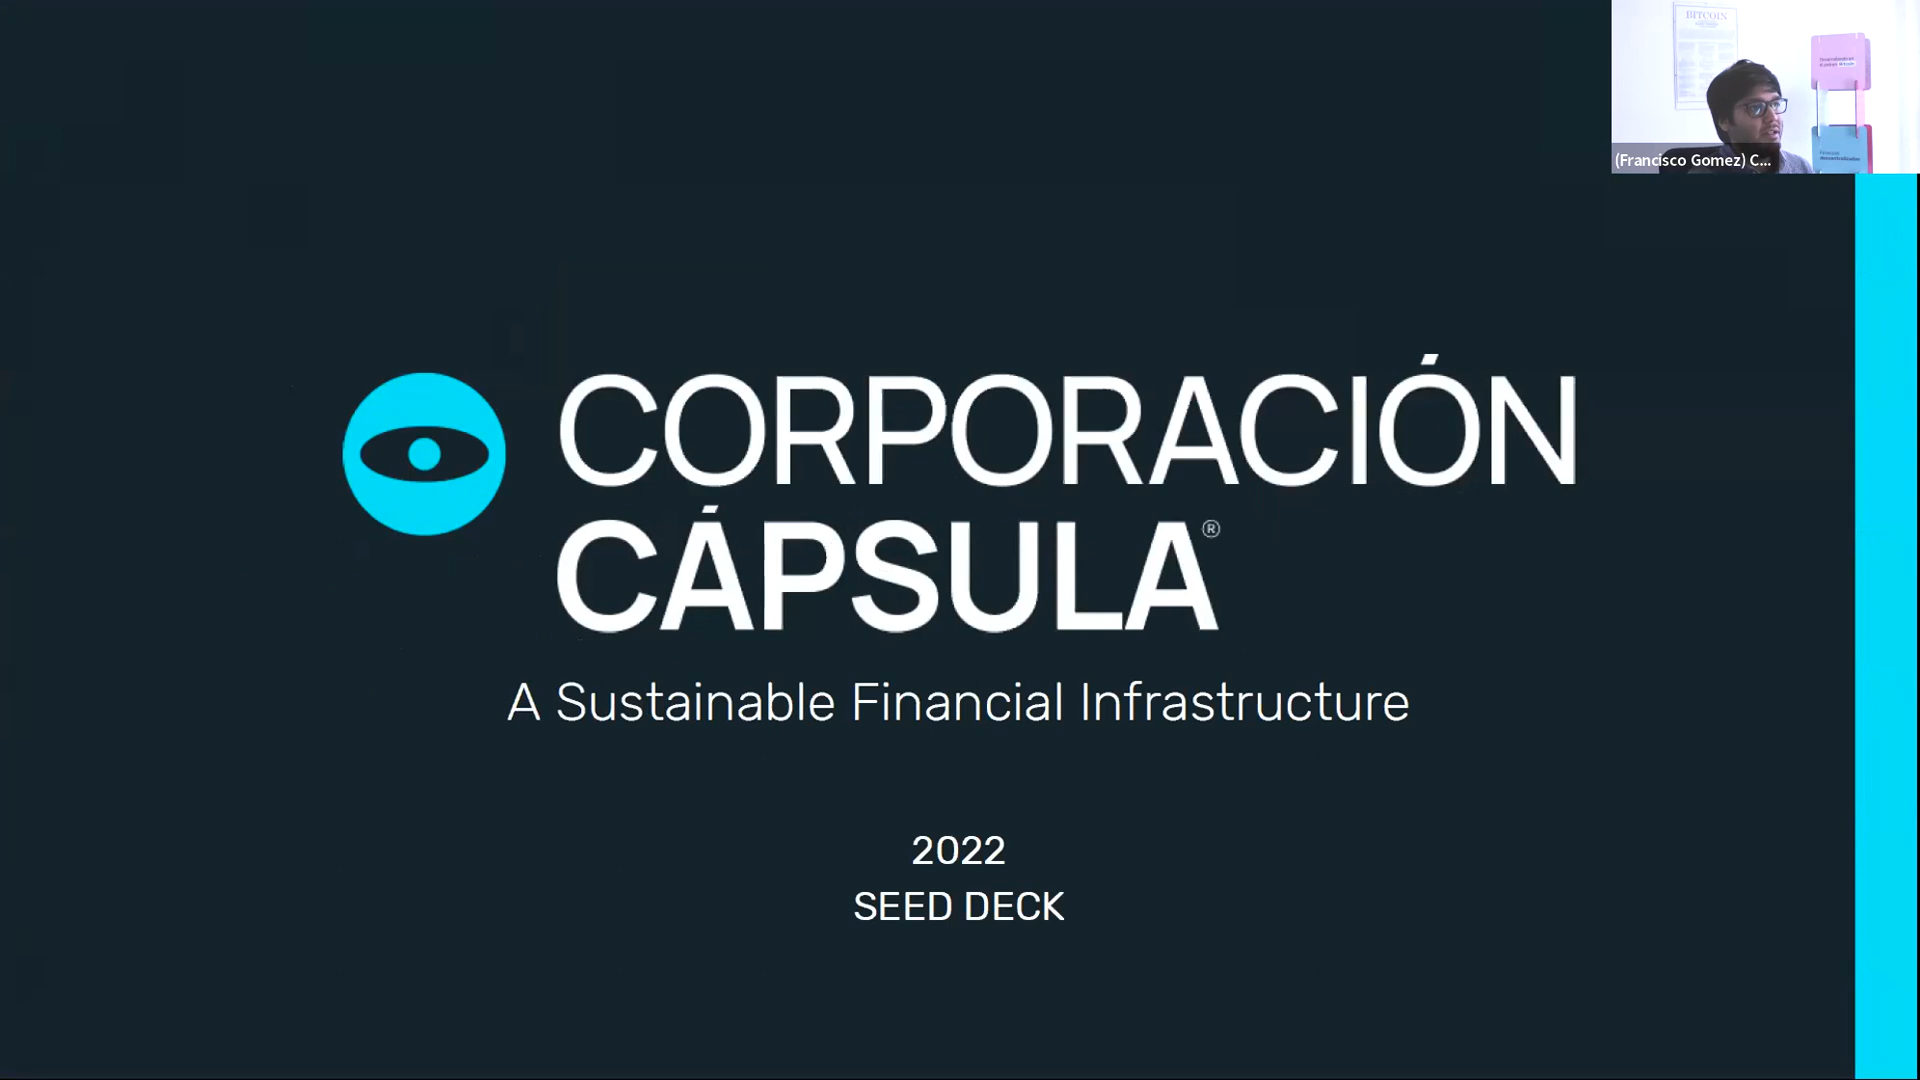 BITCOIN
(Francisco Gomez) C...
CORPORACIÓN
CÁPSULA®
A Sustainable Financial Infrastructure
2022
SEED DECK